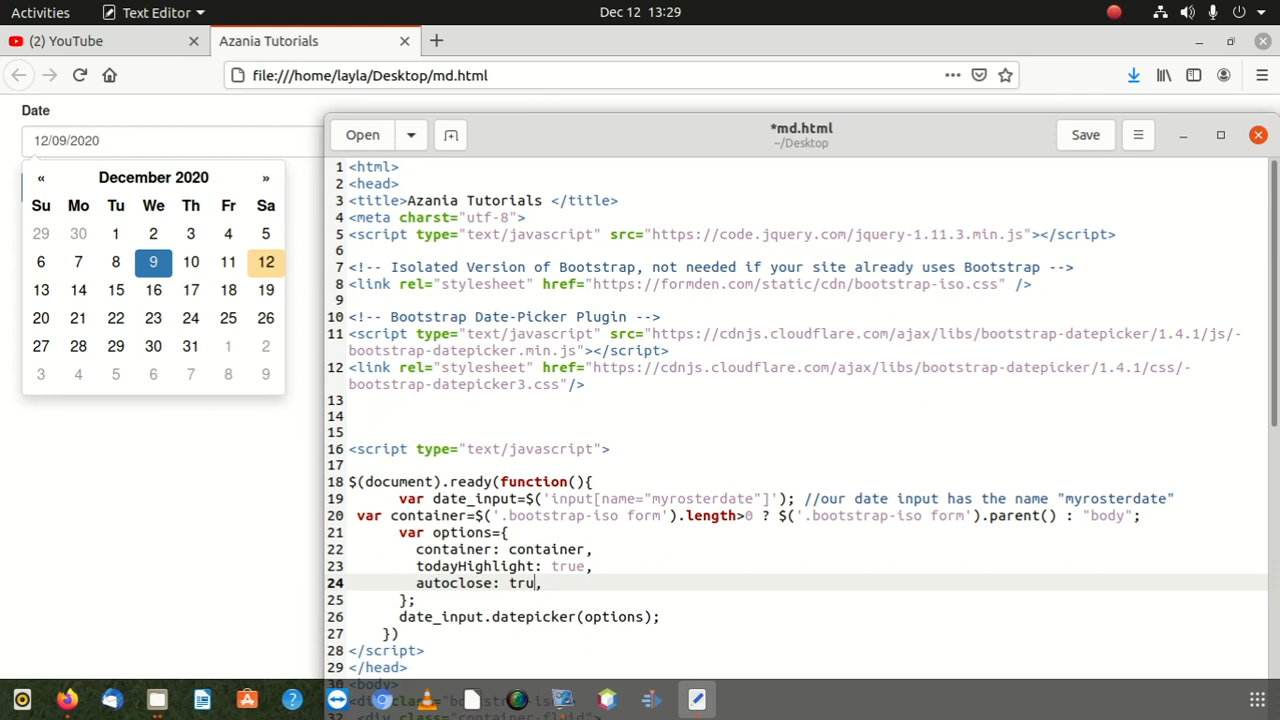 Activities Text Editor Dec 12 13:29
(2) YouTube Azania Tutorials
file:///home/layla/Desktop/md.html
Date
12/09/2020
« December 2020 »
Su Mo Tu We Th Fr Sa
29 30 1 2 3 4 5
6 7 8 9 10 11 12
13 14 15 16 17 18 19
20 21 22 23 24 25 26
27 28 29 30 31 1 2
3 4 5 6 7 8 9
Open *md.html Save
~/Desktop
1 <html>
2 <head>
3 <title>Azania Tutorials </title>
4 <meta charst="utf-8">
5 <script type="text/javascript" src="https://code.jquery.com/jquery-1.11.3.min.js"></script>
6
7 <!-- Isolated Version of Bootstrap, not needed if your site already uses Bootstrap -->
8 <link rel="stylesheet" href="https://formden.com/static/cdn/bootstrap-iso.css" />
9
10 <!-- Bootstrap Date-Picker Plugin -->
11 <script type="text/javascript" src="https://cdnjs.cloudflare.com/ajax/libs/bootstrap-datepicker/1.4.1/js/-
bootstrap-datepicker.min.js"></script>
12 <link rel="stylesheet" href="https://cdnjs.cloudflare.com/ajax/libs/bootstrap-datepicker/1.4.1/css/-
bootstrap-datepicker3.css"/>
13
14
15
16 <script type="text/javascript">
17
18 $(document).ready(function(){
19 var date_input=$('input[name="myrosterdate"]'); //our date input has the name "myrosterdate"
20 var container=$('.bootstrap-iso form').length>0 ? $('.bootstrap-iso form').parent() : "body";
21 var options={
22 container: container,
23 todayHighlight: true,
24 autoclose: tru,
25 };
26 date_input.datepicker(options);
27 })
28 </script>
29 </head>
30 <body>